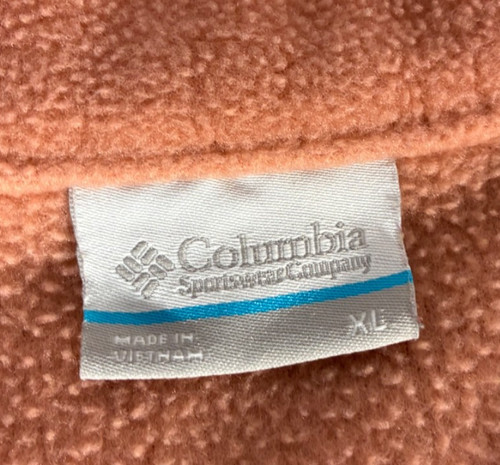 Columbia
Sportswear Company
MADE IN
VIETNAM
XL